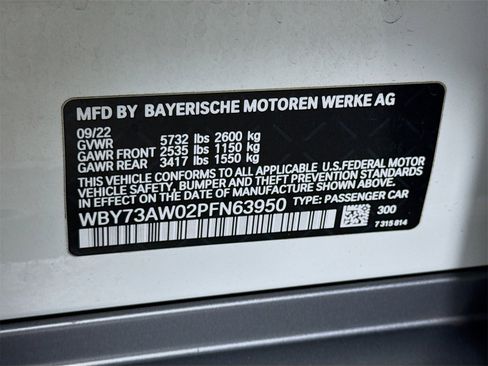 MFD BY BAYERISCHE MOTOREN WERKE AG
09/22
GVWR 5732 lbs 2600 kg
GAWR FRONT 2535 lbs 1150 kg
GAWR REAR 3417 lbs 1550 kg
THIS VEHICLE CONFORMS TO ALL APPLICABLE U.S.FEDERAL MOTOR
VEHICLE SAFETY, BUMPER AND THEFT PREVENTION STANDARDS
IN EFFECT ON THE DATE OF MANUFACTURE SHOWN ABOVE.
WBY73AW02PFN63950 TYPE: PASSENGER CAR
300
7 315 814